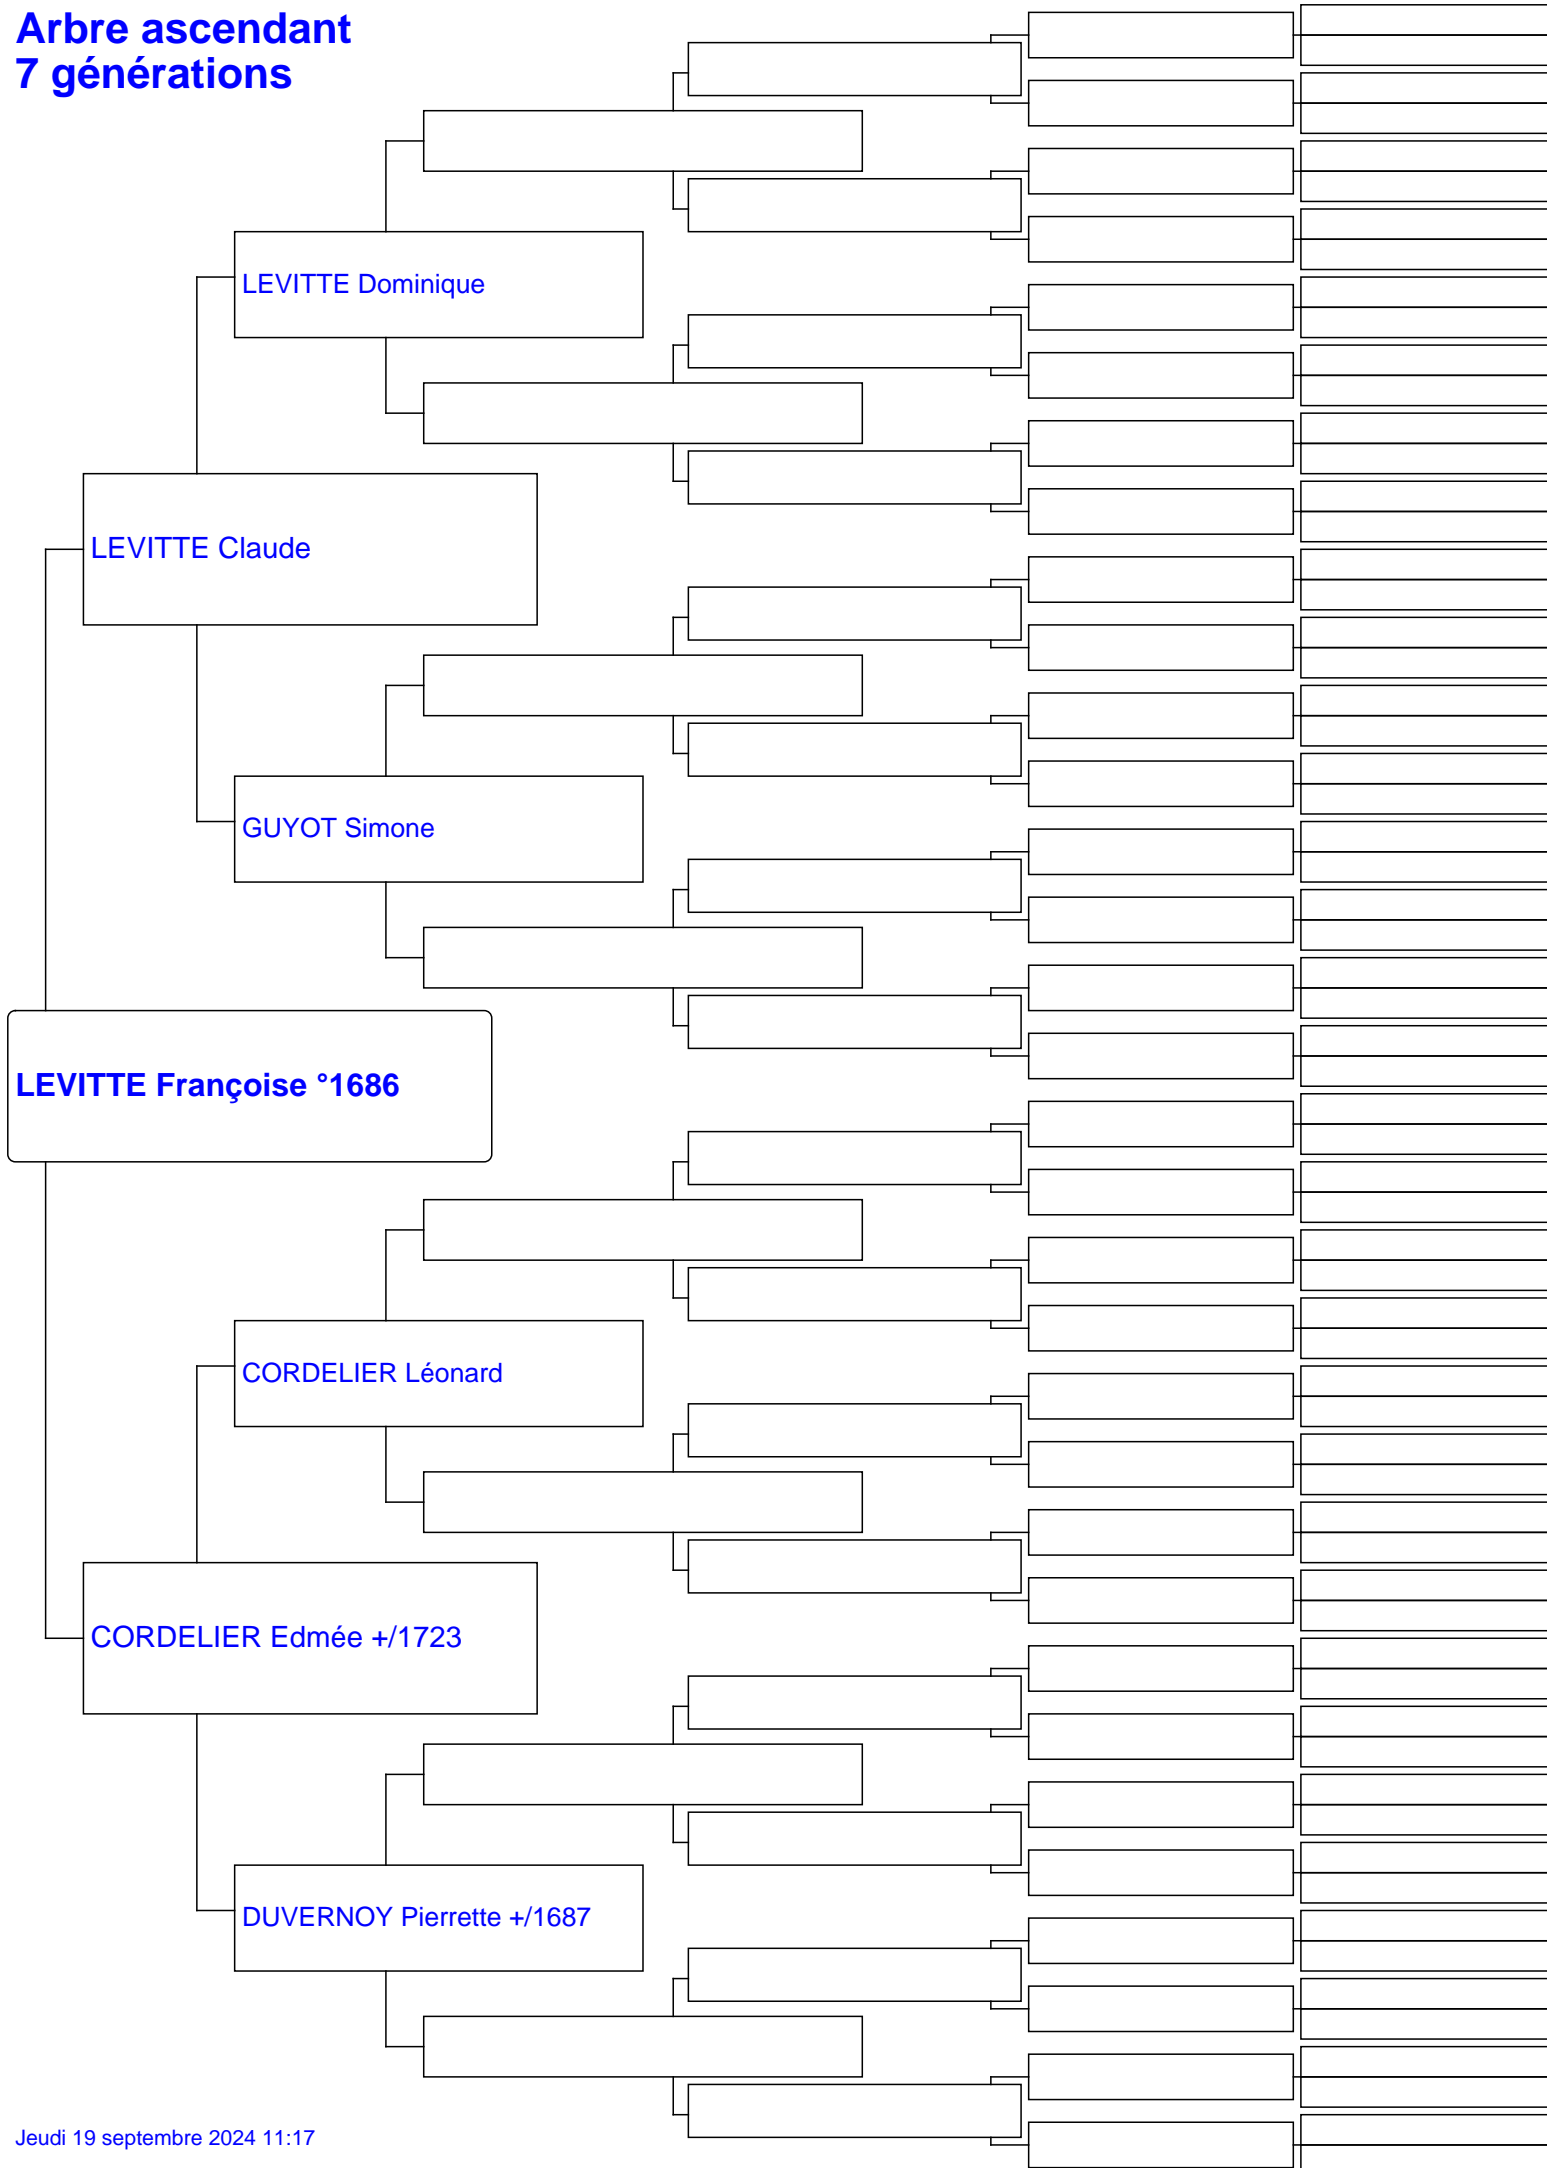 Arbre ascendant
7 générations
LEVITTE Dominique
LEVITTE Claude
GUYOT Simone
LEVITTE Françoise °1686
CORDELIER Léonard
CORDELIER Edmée +/1723
DUVERNOY Pierrette +/1687
Jeudi 19 septembre 2024 11:17